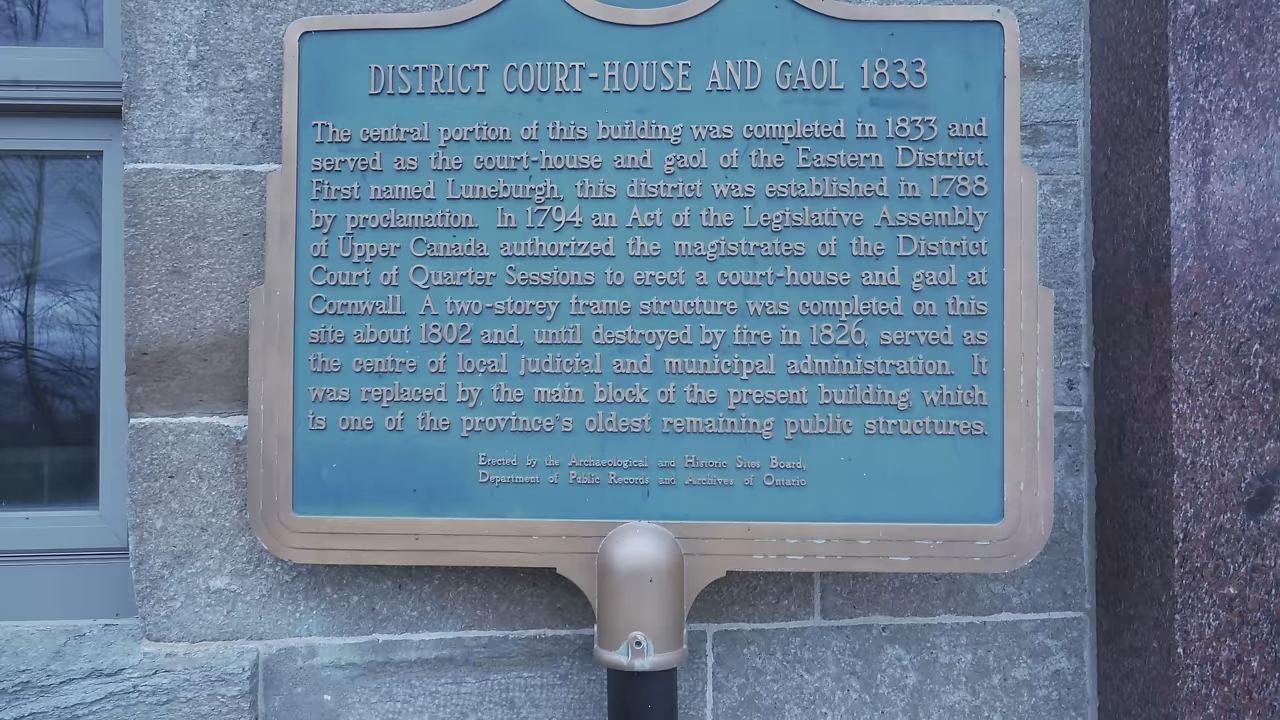 DISTRICT COURT-HOUSE AND GAOL 1833
The central portion of this building was completed in 1833 and
served as the court-house and gaol of the Eastern District.
First named Luneburgh, this district was established in 1788
by proclamation. In 1794 an Act of the Legislative Assembly
of Upper Canada authorized the magistrates of the District
Court of Quarter Sessions to erect a court-house and gaol at
Cornwall. A two-storey frame structure was completed on this
site about 1802 and, until destroyed by fire in 1826, served as
the centre of local judicial and municipal administration. It
was replaced by the main block of the present building, which
is one of the province's oldest remaining public structures.
Erected by the Archaeological and Historic Sites Board,
Department of Public Records and Archives of Ontario